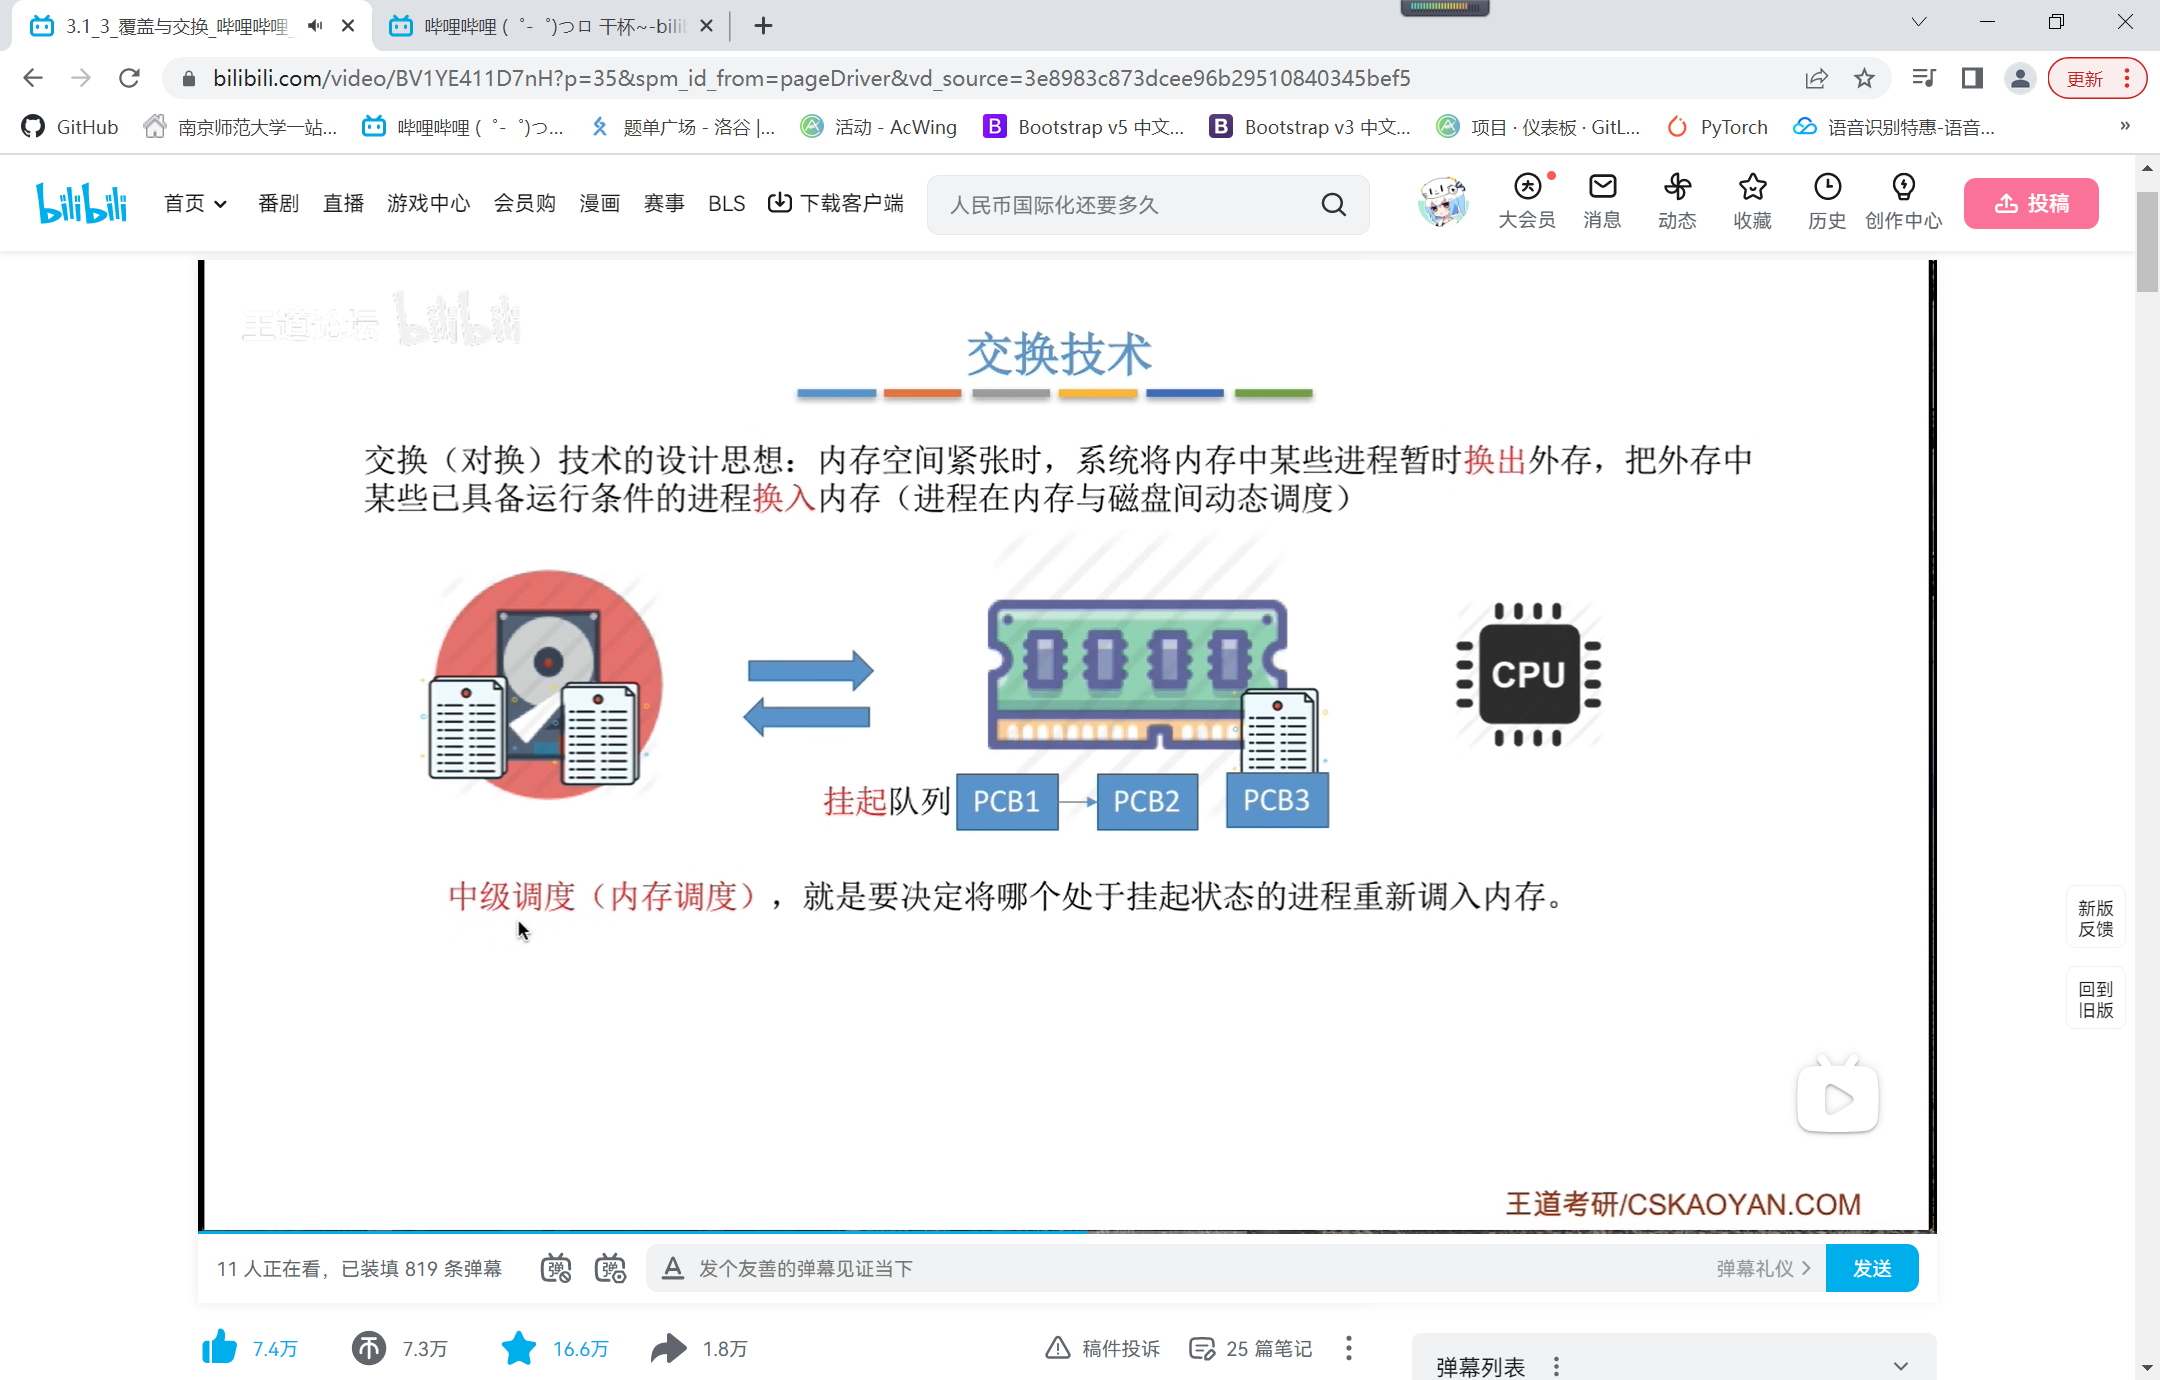 3.1_3_覆盖与交换_哔哩哔哩_
哔哩哔哩 (゜-゜)つロ 干杯~-bili
bilibili.com/video/BV1YE411D7nH?p=35&spm_id_from=pageDriver&vd_source=3e8983c873dcee96b29510840345bef5
更新
GitHub
南京师范大学一站...
哔哩哔哩 (゜-゜)つ...
题单广场 - 洛谷 |...
活动 - AcWing
Bootstrap v5 中文...
Bootstrap v3 中文...
项目 · 仪表板 · GitL...
PyTorch
语音识别特惠-语音...
»
bilibili
首页
番剧
直播
游戏中心
会员购
漫画
赛事
BLS
下载客户端
人民币国际化还要多久
大会员
消息
动态
收藏
历史
创作中心
投稿
王道论坛 bilibili
交换技术
交换（对换）技术的设计思想：内存空间紧张时，系统将内存中某些进程暂时换出外存，把外存中
某些已具备运行条件的进程换入内存（进程在内存与磁盘间动态调度）
CPU
挂起队列 PCB1 PCB2 PCB3
中级调度（内存调度），就是要决定将哪个处于挂起状态的进程重新调入内存。
新版
反馈
回到
旧版
王道考研/CSKAOYAN.COM
11 人正在看，已装填 819 条弹幕
发个友善的弹幕见证当下
弹幕礼仪
发送
7.4万
7.3万
16.6万
1.8万
稿件投诉
25 篇笔记
弹幕列表